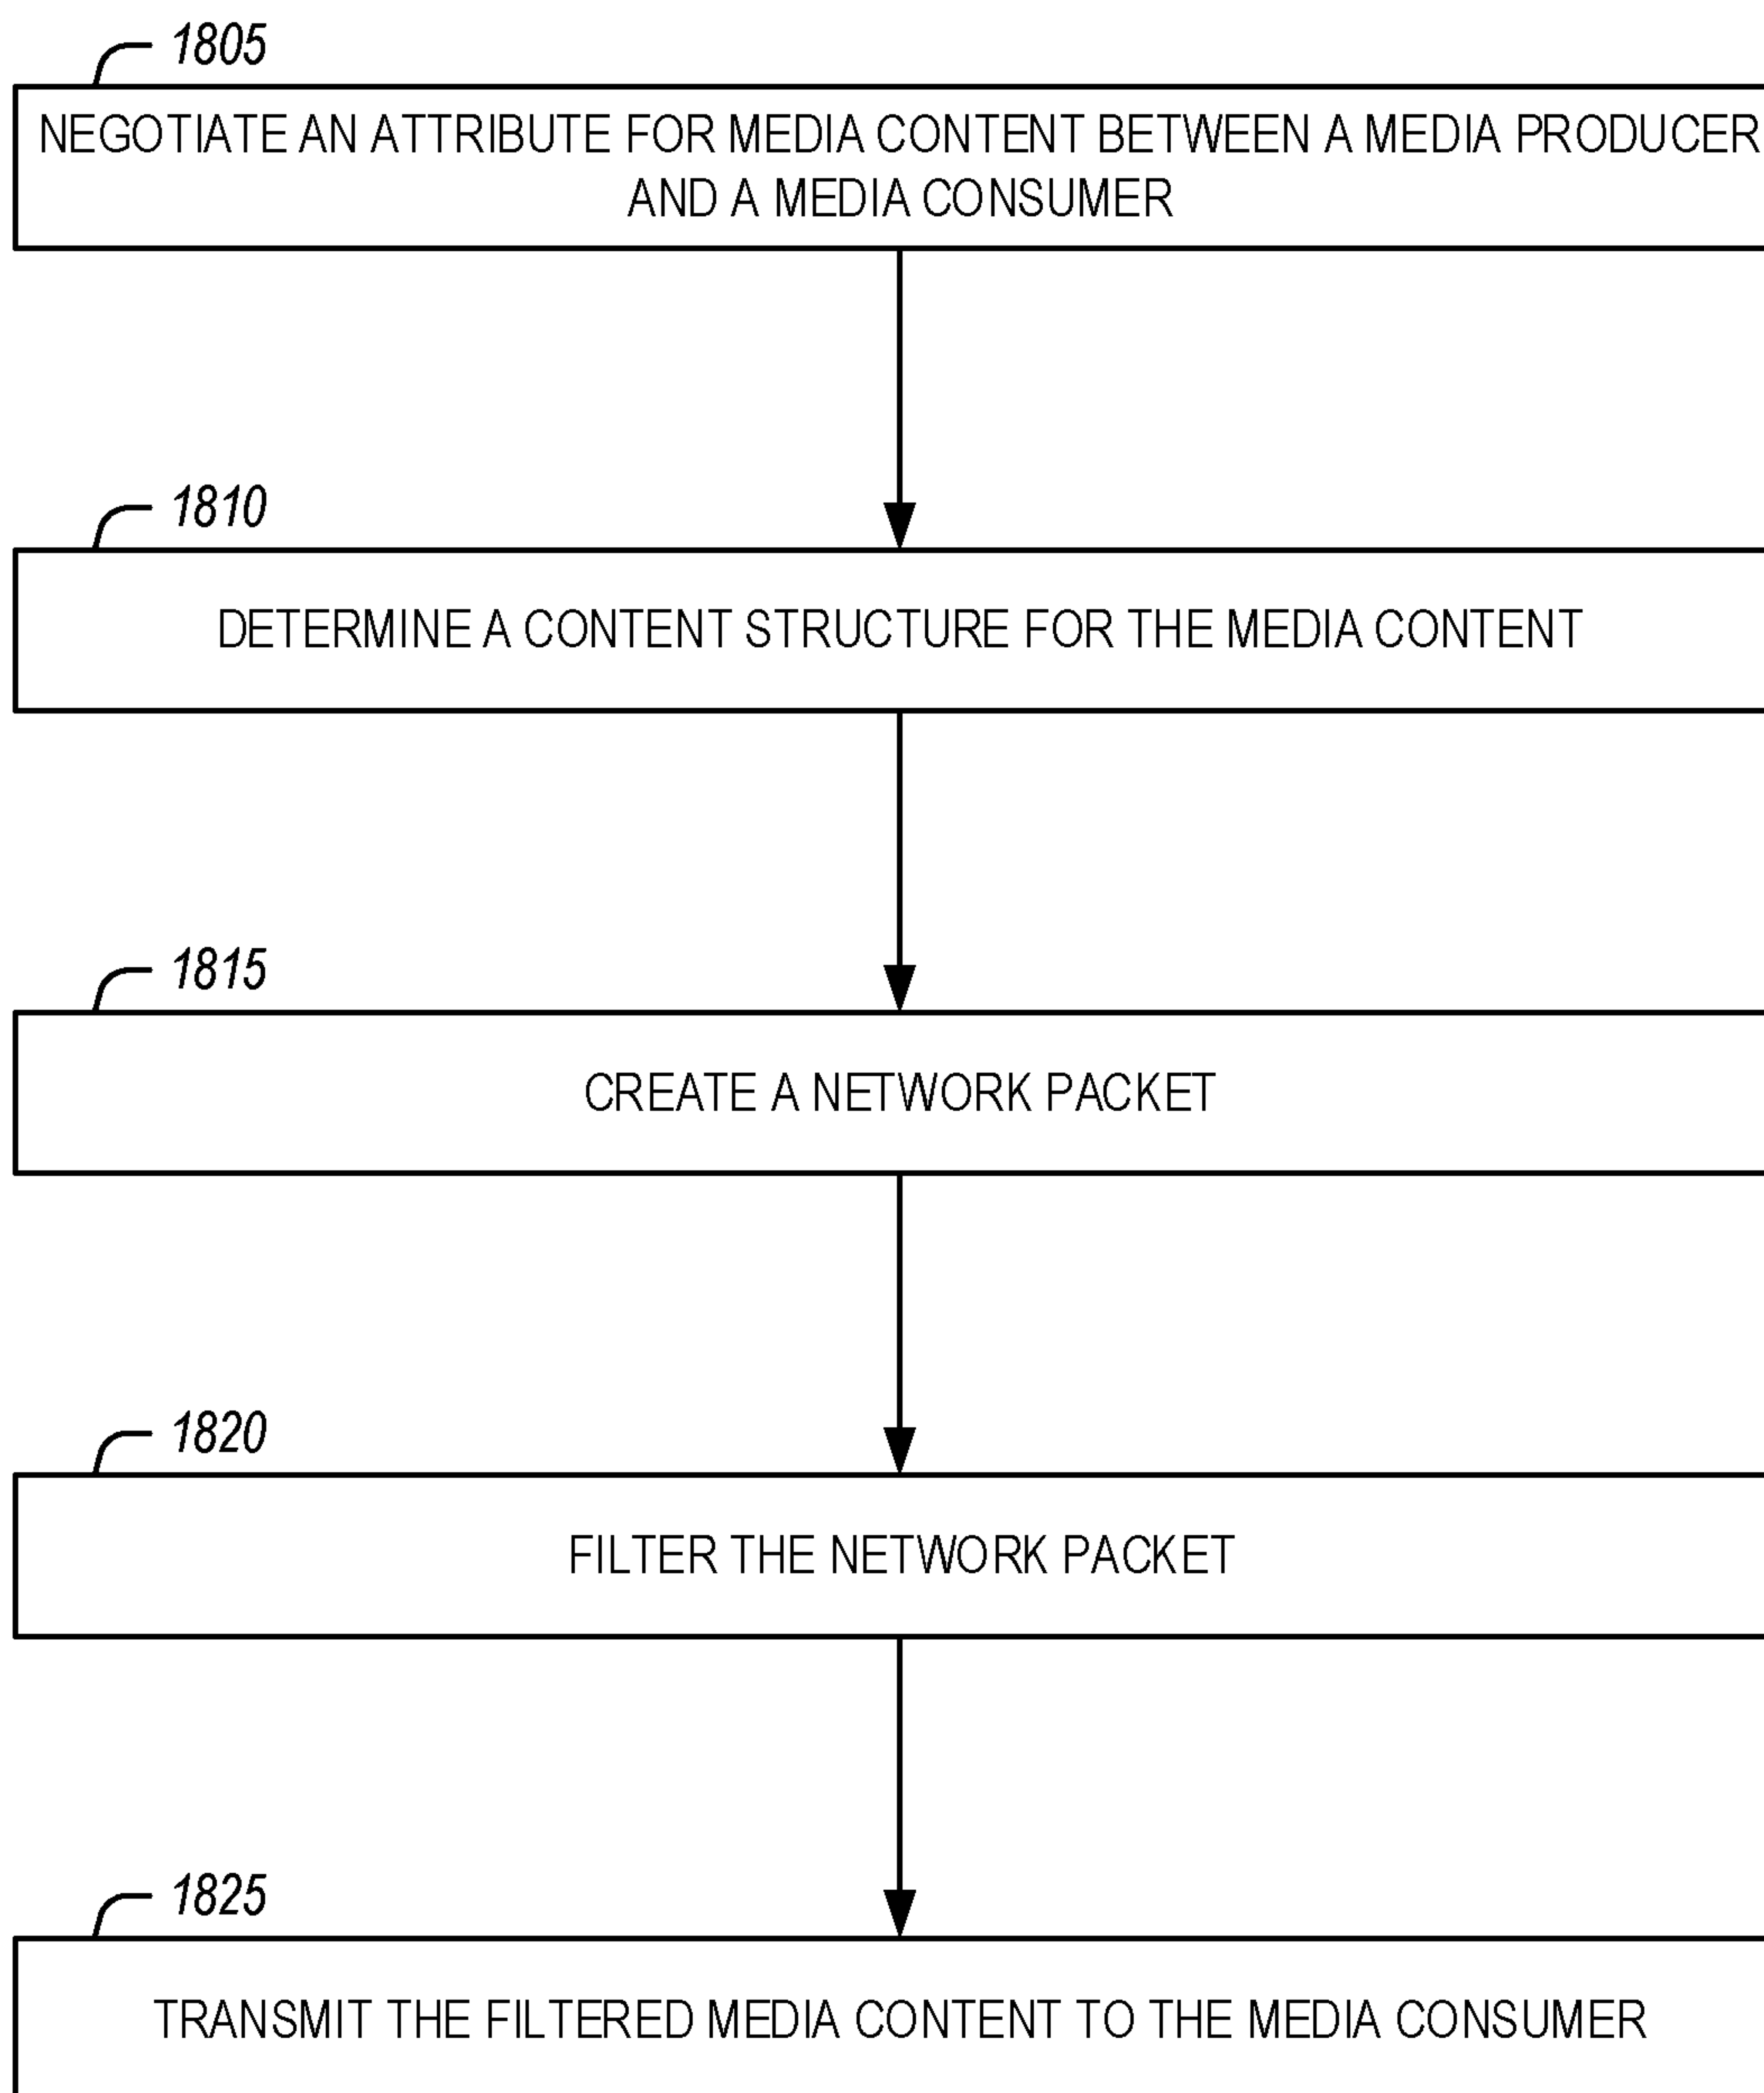 1805
NEGOTIATE AN ATTRIBUTE FOR MEDIA CONTENT BETWEEN A MEDIA PRODUCER
AND A MEDIA CONSUMER
1810
DETERMINE A CONTENT STRUCTURE FOR THE MEDIA CONTENT
1815
CREATE A NETWORK PACKET
1820
FILTER THE NETWORK PACKET
1825
TRANSMIT THE FILTERED MEDIA CONTENT TO THE MEDIA CONSUMER